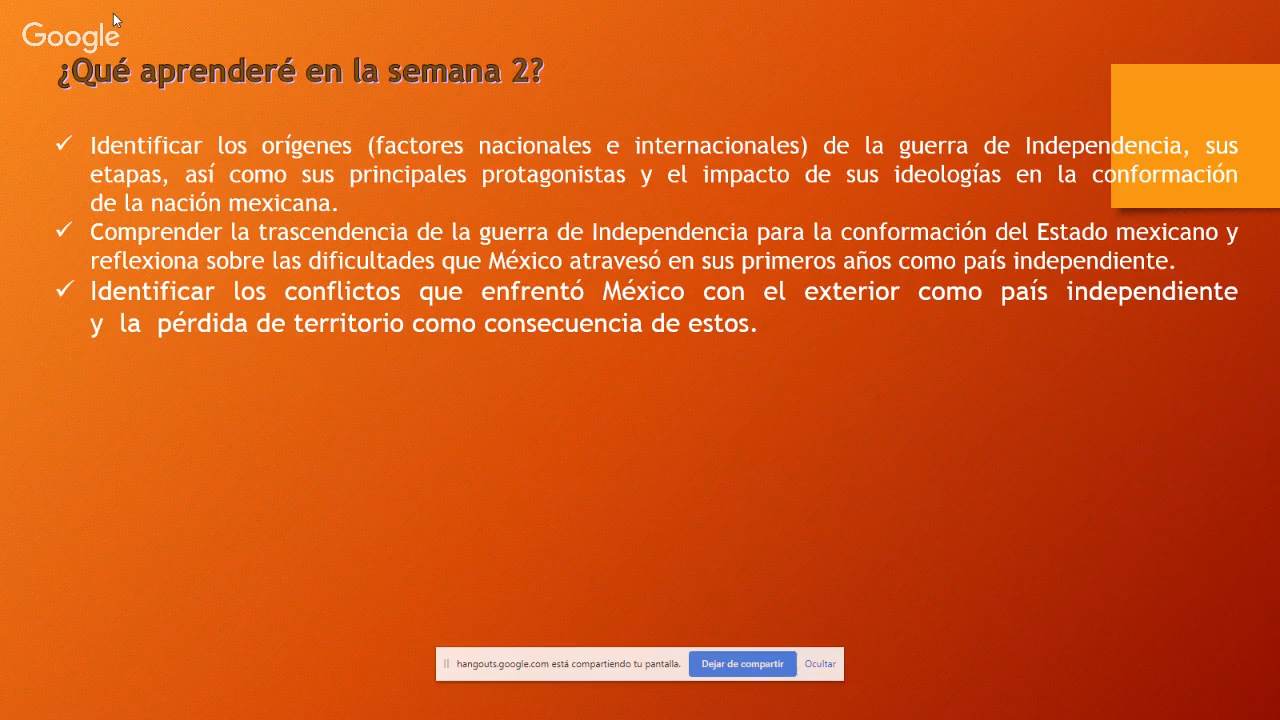 Google
¿Qué aprenderé en la semana 2?
✓ Identificar los orígenes (factores nacionales e internacionales) de la guerra de Independencia, sus
etapas, así como sus principales protagonistas y el impacto de sus ideologías en la conformación
de la nación mexicana.
✓ Comprender la trascendencia de la guerra de Independencia para la conformación del Estado mexicano y
reflexiona sobre las dificultades que México atravesó en sus primeros años como país independiente.
✓ Identificar los conflictos que enfrentó México con el exterior como país independiente
y la pérdida de territorio como consecuencia de estos.
hangouts.google.com está compartiendo tu pantalla. Dejar de compartir Ocultar